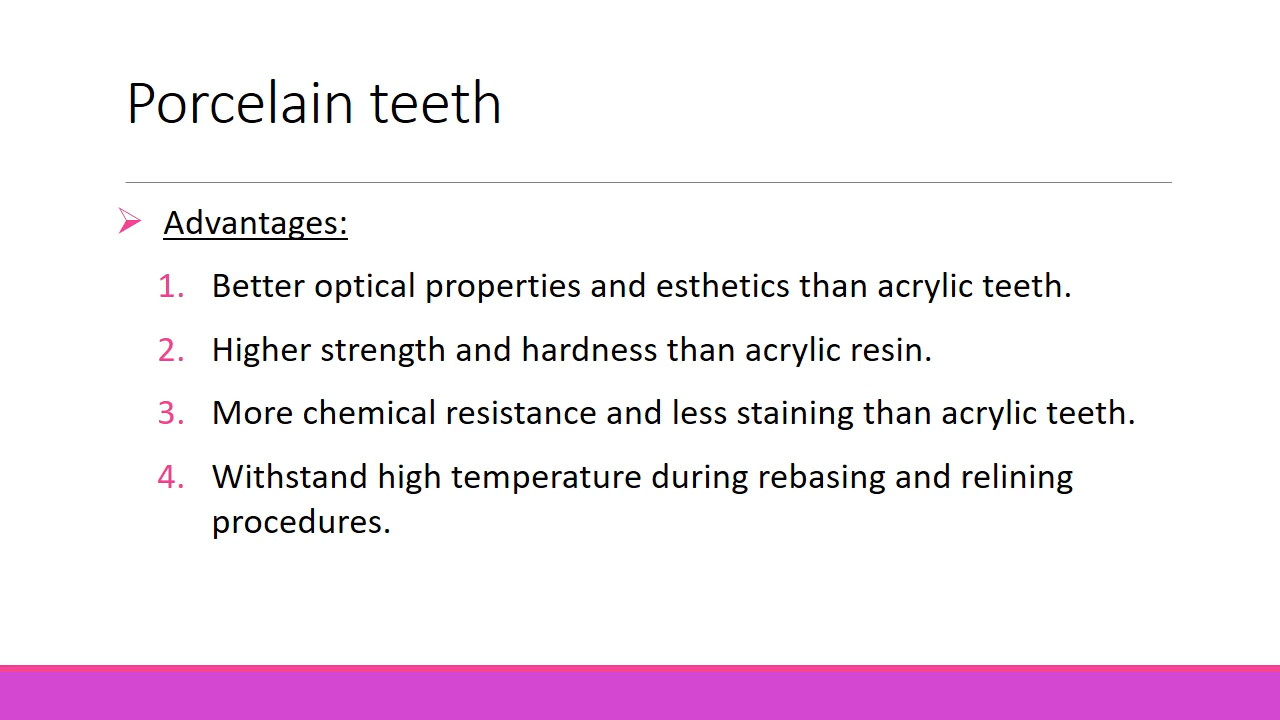 Porcelain teeth
Advantages:
1. Better optical properties and esthetics than acrylic teeth.
2. Higher strength and hardness than acrylic resin.
3. More chemical resistance and less staining than acrylic teeth.
4. Withstand high temperature during rebasing and relining
procedures.